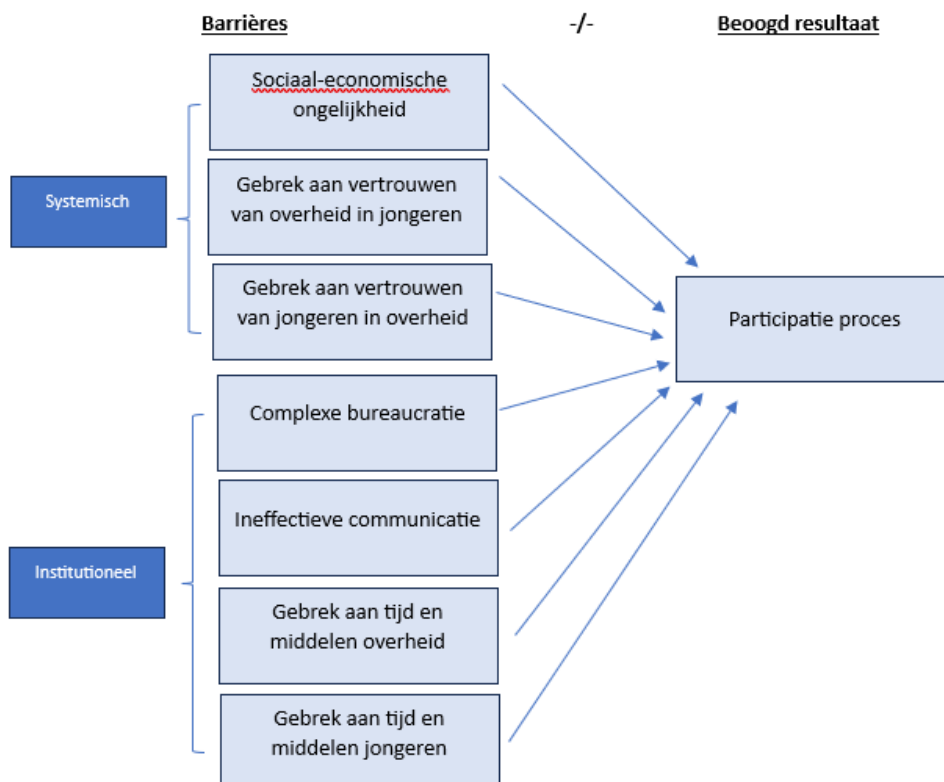 Barrières
-/-
Beoogd resultaat
Sociaal-economische
ongelijkheid
Systemisch
Gebrek aan vertrouwen
van overheid in jongeren
Gebrek aan vertrouwen
van jongeren in overheid
Participatie proces
Complexe bureaucratie
Ineffectieve communicatie
Institutioneel
Gebrek aan tijd en
middelen overheid
Gebrek aan tijd en
middelen jongeren